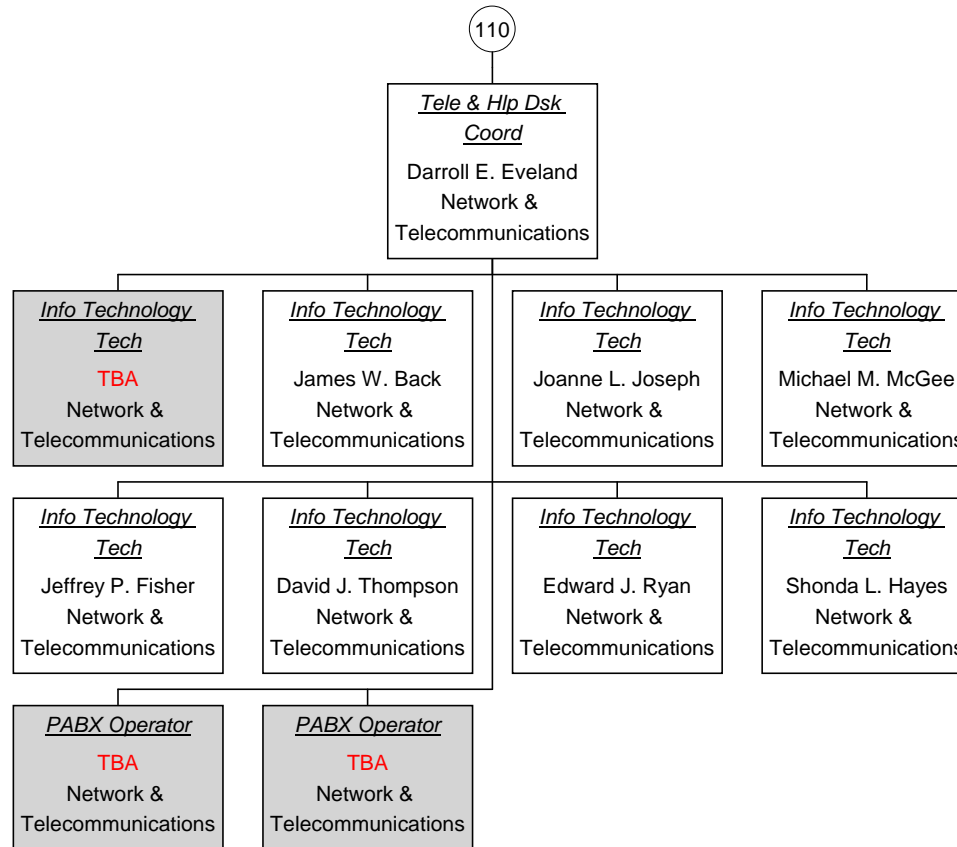 110
Tele & Hlp Dsk
Coord
Darroll E. Eveland
Network &
Telecommunications
Info Technology
Tech
TBA
Network &
Telecommunications
Info Technology
Tech
James W. Back
Network &
Telecommunications
Info Technology
Tech
Joanne L. Joseph
Network &
Telecommunications
Info Technology
Tech
Michael M. McGee
Network &
Telecommunications
Info Technology
Tech
Jeffrey P. Fisher
Network &
Telecommunications
Info Technology
Tech
David J. Thompson
Network &
Telecommunications
Info Technology
Tech
Edward J. Ryan
Network &
Telecommunications
Info Technology
Tech
Shonda L. Hayes
Network &
Telecommunications
PABX Operator
TBA
Network &
Telecommunications
PABX Operator
TBA
Network &
Telecommunications